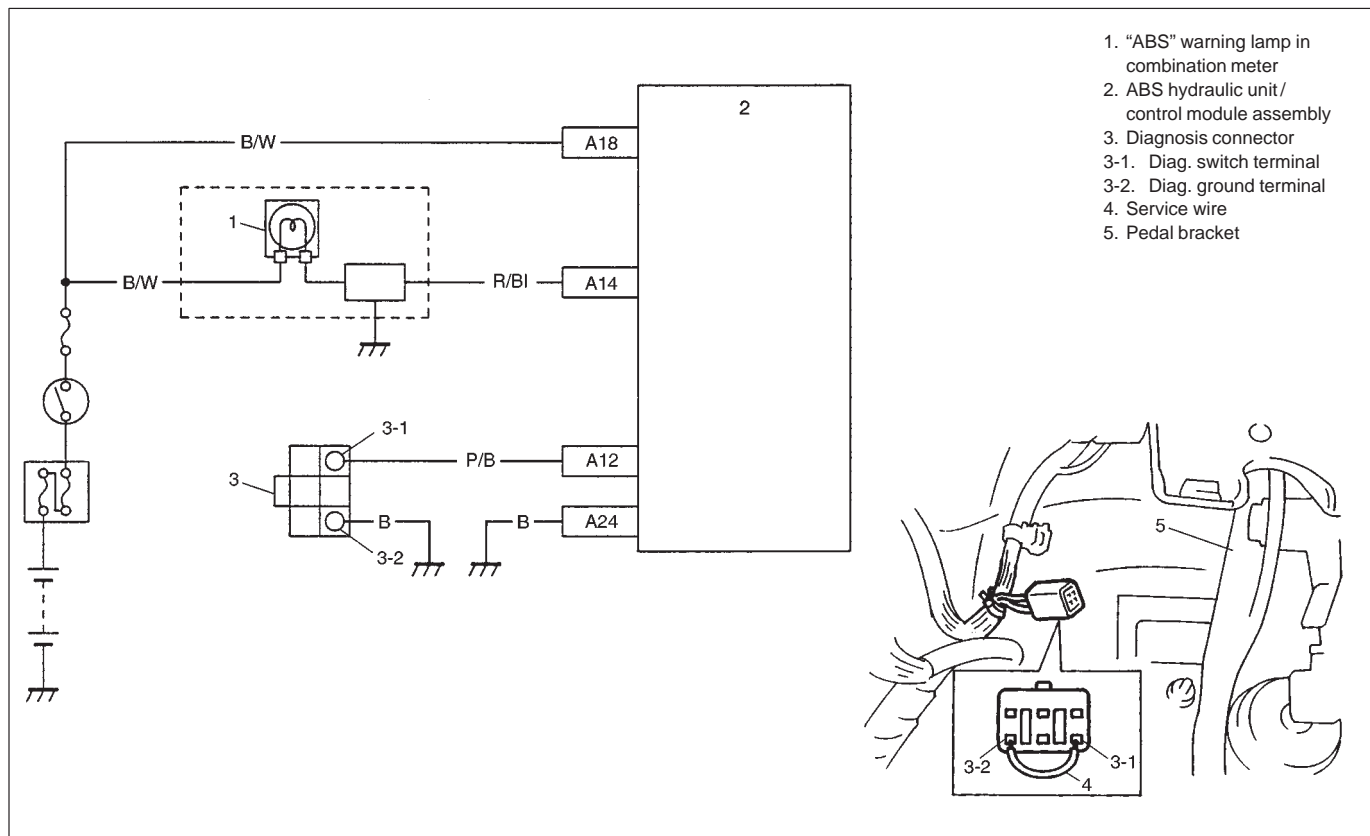 1. “ABS” warning lamp in
combination meter
2. ABS hydraulic unit /
control module assembly
3. Diagnosis connector
3-1. Diag. switch terminal
3-2. Diag. ground terminal
4. Service wire
5. Pedal bracket
2
B/W
A18
1
B/W
R/Bl
A14
3-1
3
P/B
A12
B
B
A24
3-2
5
3-2
3-1
4